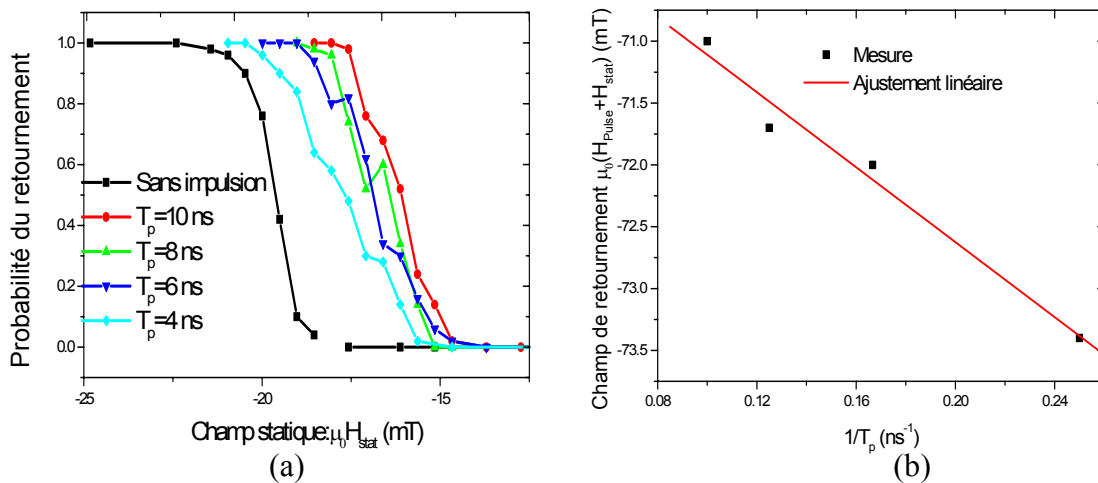 Probabilité du retournement
1.0
0.8
0.6
0.4
0.2
0.0
Sans impulsion
T_p=10 ns
T_p=8 ns
T_p=6 ns
T_p=4 ns
-25
-20
-15
Champ statique:μ₀H_stat (mT)
(a)
Champ de retournement μ₀(H_Pulse+H_stat) (mT)
-71.0
-71.5
-72.0
-72.5
-73.0
-73.5
Mesure
Ajustement linéaire
0.08
0.12
0.16
0.20
0.24
1/T_p (ns⁻¹)
(b)